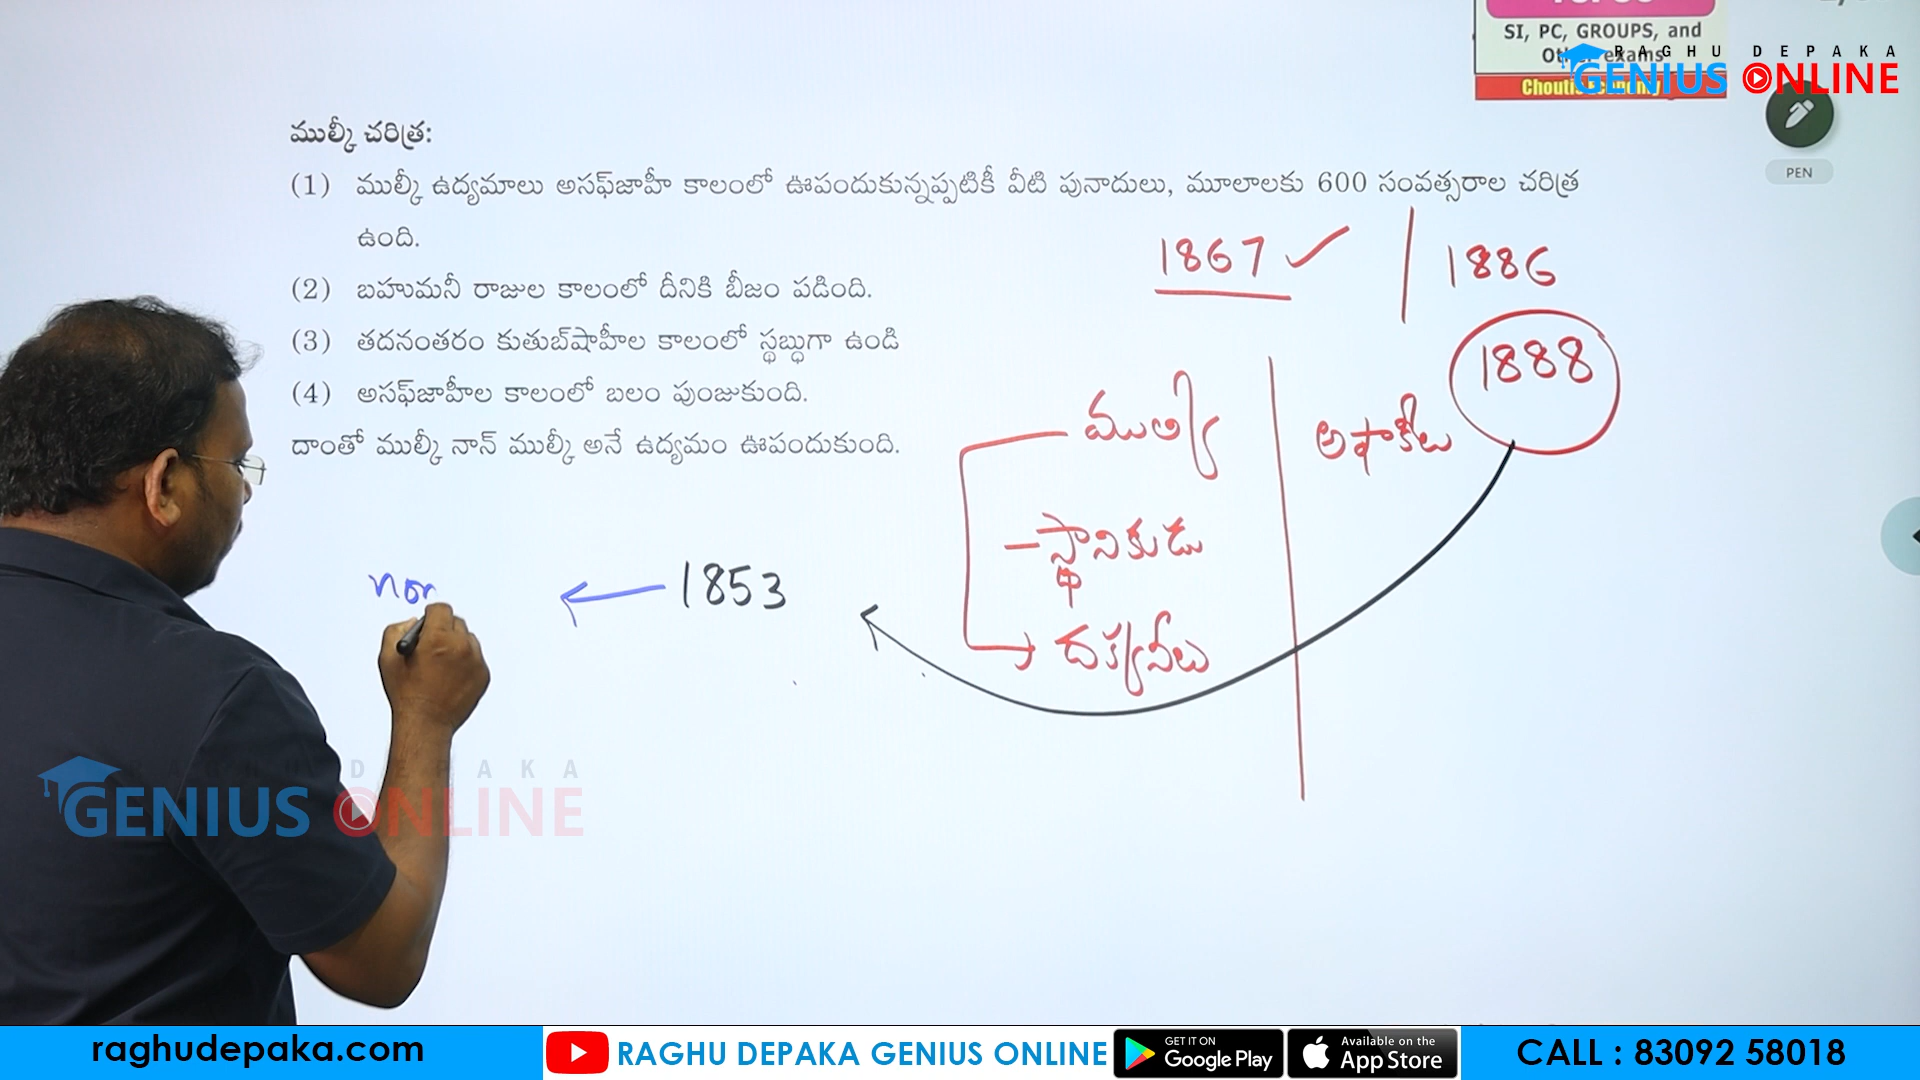 SI, PC, GROUPS, and
RAGHU DEPAKA
GENIUS ONLINE
PEN
ముల్కీ చరిత్ర:
(1) ముల్కీ ఉద్యమాలు అసఫ్‌జాహీ కాలంలో ఊపందుకున్నప్పటికీ వీటి పునాదులు, మూలాలకు 600 సంవత్సరాల చరిత్ర
ఉంది.
(2) బహుమనీ రాజుల కాలంలో దీనికి బీజం పడింది.
(3) తదనంతరం కుతుబ్‌షాహీల కాలంలో స్థబ్ధుగా ఉండి
(4) అసఫ్‌జాహీల కాలంలో బలం పుంజుకుంది.
దాంతో ముల్కీ నాన్ ముల్కీ అనే ఉద్యమం ఊపందుకుంది.
1867 1886
1888
ముల్కీ అఫాకీలు
స్థానికుడు
దక్కనీలు
non 1853
RAGHU DEPAKA
GENIUS ONLINE
raghudepaka.com RAGHU DEPAKA GENIUS ONLINE GET IT ON Google Play Available on the App Store CALL : 83092 58018